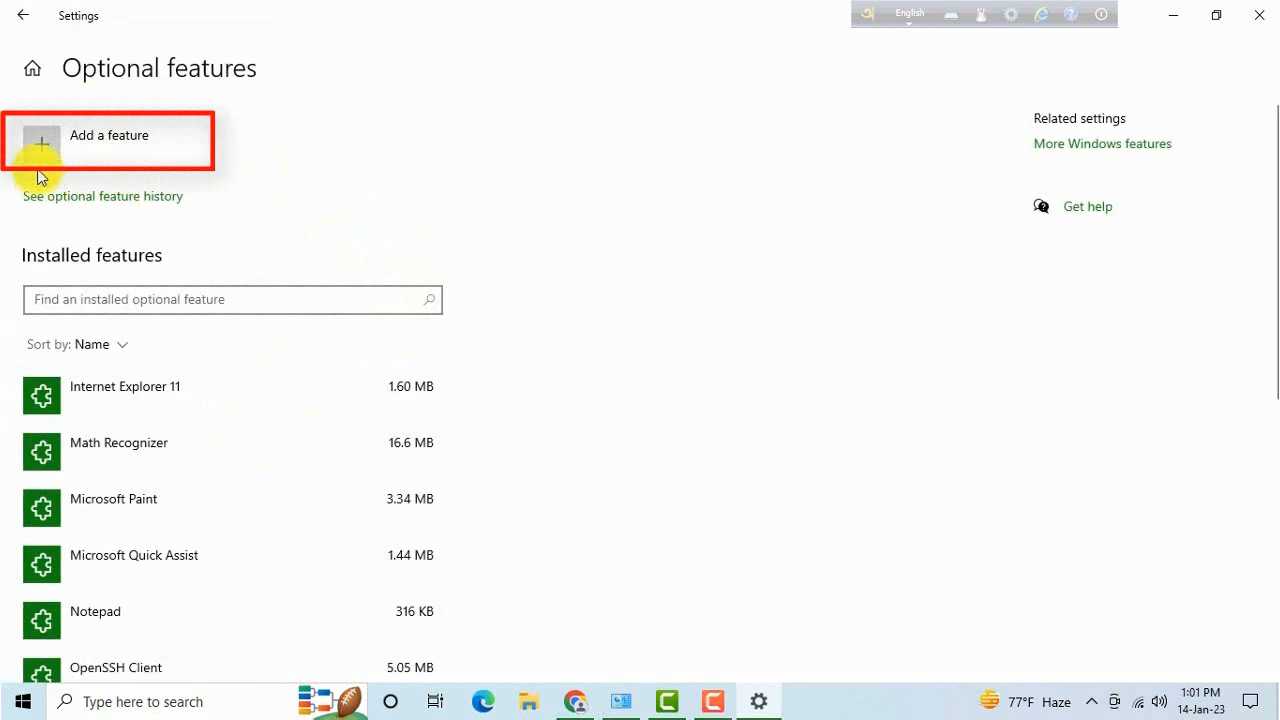 Settings
অ English
Optional features
Add a feature
See optional feature history
Related settings
More Windows features
Get help
Installed features
Find an installed optional feature
Sort by: Name
Internet Explorer 11 1.60 MB
Math Recognizer 16.6 MB
Microsoft Paint 3.34 MB
Microsoft Quick Assist 1.44 MB
Notepad 316 KB
OpenSSH Client 5.05 MB
Type here to search
77°F Haze
1:01 PM
14-Jan-23